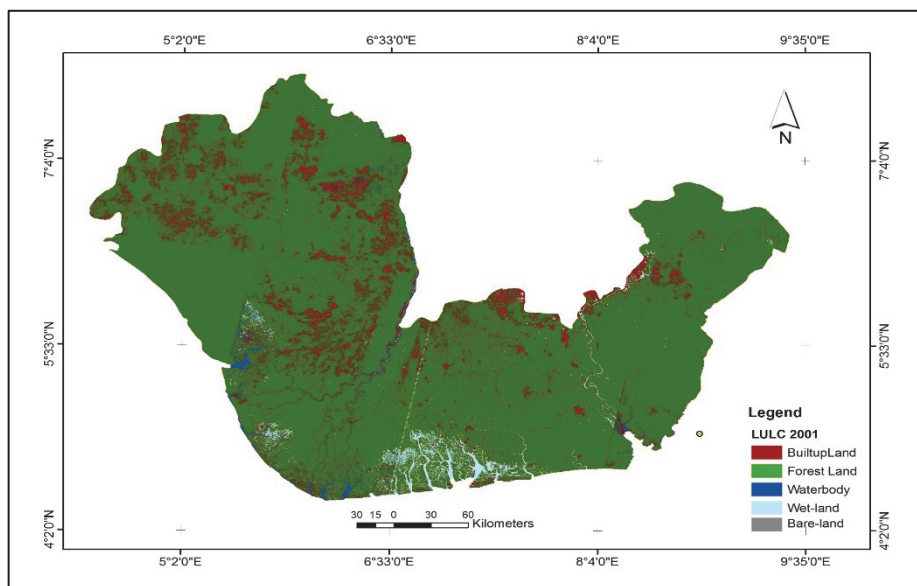 5°2'0"E 6°33'0"E 8°4'0"E 9°35'0"E
7°4'0"N 7°4'0"N
N
5°33'0"N 5°33'0"N
4°2'0"N 4°2'0"N
Legend
LULC 2001
BuiltupLand
Forest Land
Waterbody
Wet-land
Bare-land
30 15 0 30 60
Kilometers
5°2'0"E 6°33'0"E 8°4'0"E 9°35'0"E